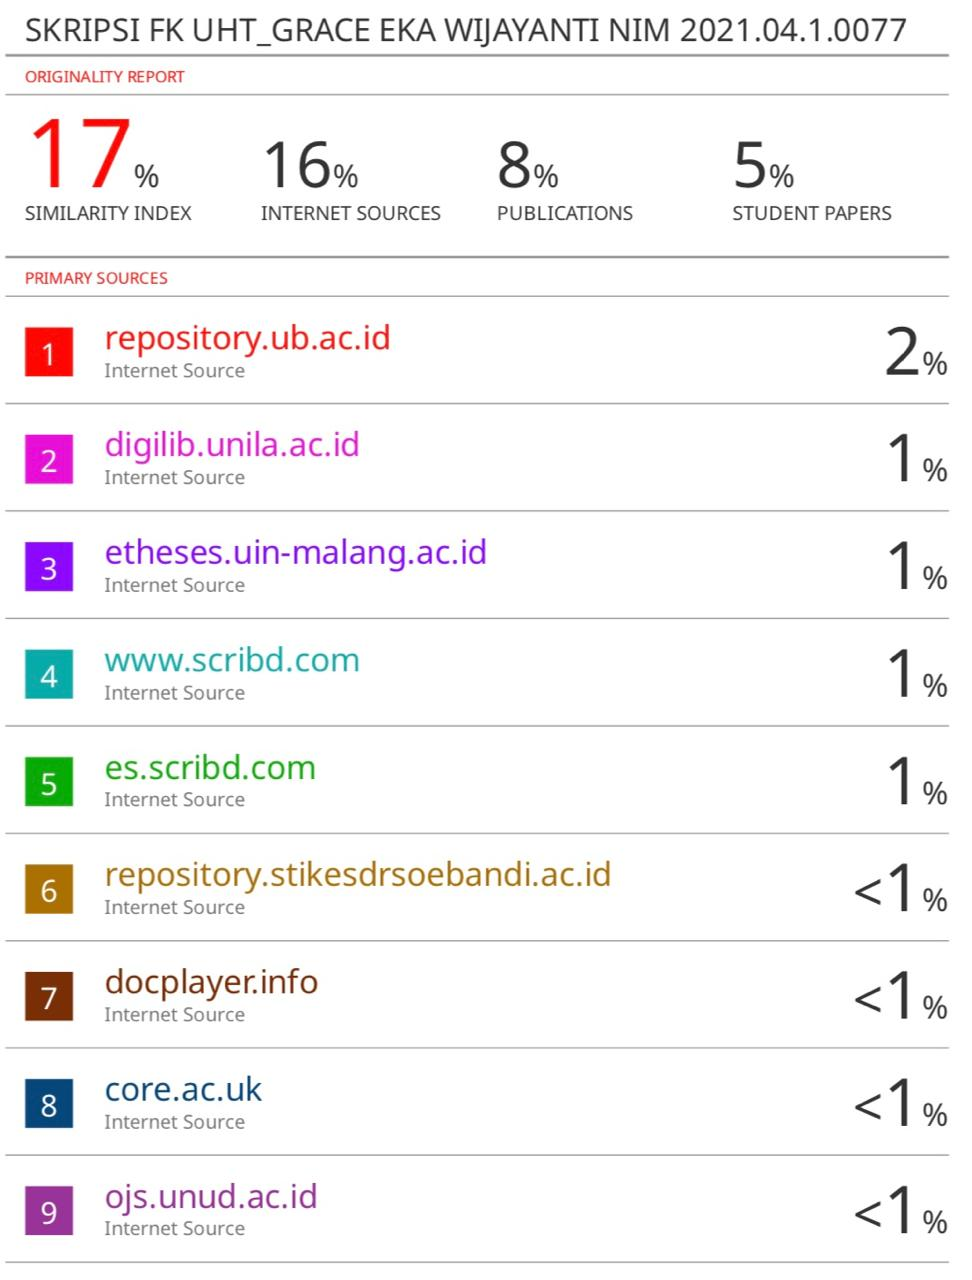 SKRIPSI FK UHT_GRACE EKA WIJAYANTI NIM 2021.04.1.0077
ORIGINALITY REPORT
17% 16% 8% 5%
SIMILARITY INDEX INTERNET SOURCES PUBLICATIONS STUDENT PAPERS
PRIMARY SOURCES
1 repository.ub.ac.id 2%
Internet Source
2 digilib.unila.ac.id 1%
Internet Source
3 etheses.uin-malang.ac.id 1%
Internet Source
4 www.scribd.com 1%
Internet Source
5 es.scribd.com 1%
Internet Source
6 repository.stikesdrsoebandi.ac.id <1%
Internet Source
7 docplayer.info <1%
Internet Source
8 core.ac.uk <1%
Internet Source
9 ojs.unud.ac.id <1%
Internet Source